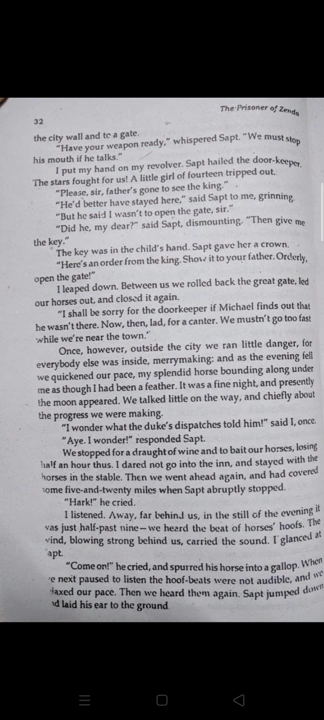 The Prisoner of Zenda
32
the city wall and to a gate.
"Have your weapon ready," whispered Sapt. "We must stop
his mouth if he talks."
I put my hand on my revolver. Sapt hailed the door-keeper.
The stars fought for us! A little girl of fourteen tripped out.
"Please, sir, father's gone to see the king."
"He'd better have stayed here," said Sapt to me, grinning.
"But he said I wasn't to open the gate, sir."
"Did he, my dear?" said Sapt, dismounting. "Then give me
the key."
The key was in the child's hand. Sapt gave her a crown.
"Here's an order from the king. Show it to your father. Orderly,
open the gate!"
I leaped down. Between us we rolled back the great gate, led
our horses out, and closed it again.
"I shall be sorry for the doorkeeper if Michael finds out that
he wasn't there. Now, then, lad, for a canter. We mustn't go too fast
while we're near the town."
Once, however, outside the city we ran little danger, for
everybody else was inside, merrymaking: and as the evening fell
we quickened our pace, my splendid horse bounding along under
me as though I had been a feather. It was a fine night, and presently
the moon appeared. We talked little on the way, and chiefly about
the progress we were making.
"I wonder what the duke's dispatches told him!" said I, once.
"Aye. I wonder!" responded Sapt.
We stopped for a draught of wine and to bait our horses, losing
half an hour thus. I dared not go into the inn, and stayed with the
horses in the stable. Then we went ahead again, and had covered
some five-and-twenty miles when Sapt abruptly stopped.
"Hark!" he cried.
I listened. Away, far behind us, in the still of the evening it
was just half-past nine—we heard the beat of horses' hoofs. The
wind, blowing strong behind us, carried the sound. I glanced at
apt.
"Come on!" he cried, and spurred his horse into a gallop. When
e next paused to listen the hoof-beats were not audible, and we
laxed our pace. Then we heard them again. Sapt jumped down
nd laid his ear to the ground